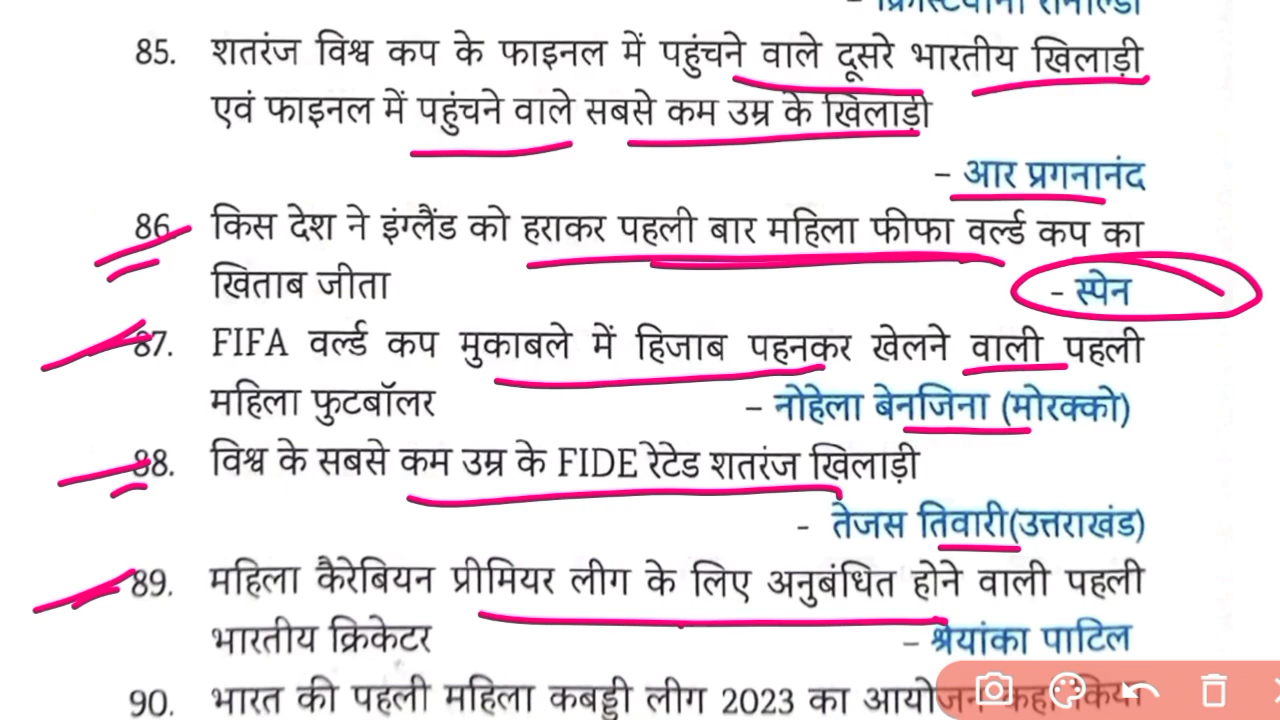 - क्रिस्टियानो रोनाल्डो
85. शतरंज विश्व कप के फाइनल में पहुंचने वाले दूसरे भारतीय खिलाड़ी
एवं फाइनल में पहुंचने वाले सबसे कम उम्र के खिलाड़ी
- आर प्रगनानंद
86. किस देश ने इंग्लैंड को हराकर पहली बार महिला फीफा वर्ल्ड कप का
खिताब जीता - स्पेन
87. FIFA वर्ल्ड कप मुकाबले में हिजाब पहनकर खेलने वाली पहली
महिला फुटबॉलर - नोहेला बेनजिना (मोरक्को)
88. विश्व के सबसे कम उम्र के FIDE रेटेड शतरंज खिलाड़ी
- तेजस तिवारी(उत्तराखंड)
89. महिला कैरेबियन प्रीमियर लीग के लिए अनुबंधित होने वाली पहली
भारतीय क्रिकेटर - श्रेयांका पाटिल
90. भारत की पहली महिला कबड्डी लीग 2023 का आयोजन कहा किया